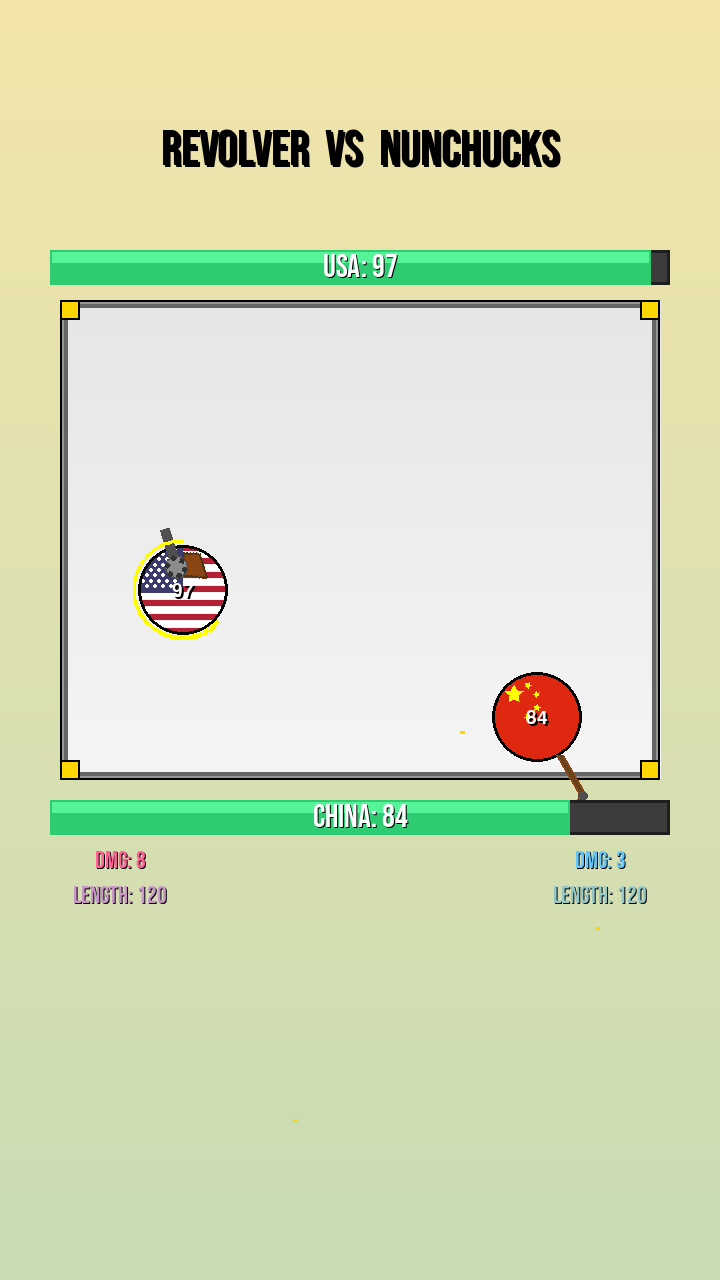 REVOLVER VS NUNCHUCKS
USA: 97
97
84
CHINA: 84
DMG: 8
DMG: 3
LENGTH: 120
LENGTH: 120